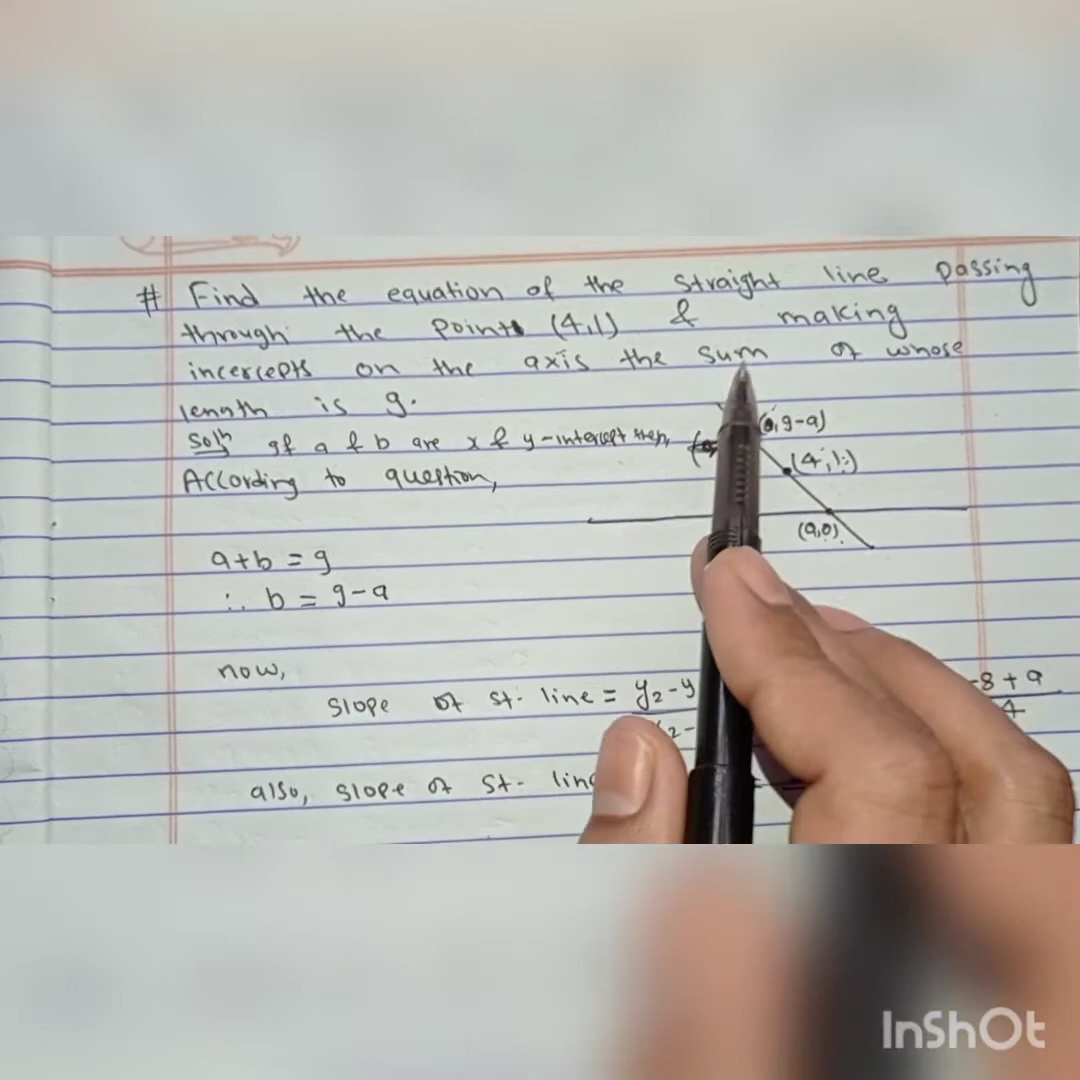 # Find the equation of the straight line passing
through the point (4,1) & making
incercepts on the axis the sum of whose
length is 9.
Solⁿ If a & b are x & y-intercept then,
(0,9-a)
According to question,
(4,1)
(a,0)
a+b = 9
∴ b = 9-a
now,
slope of st. line = y₂-y
-8+a
4
also, slope of st- line
InShOt